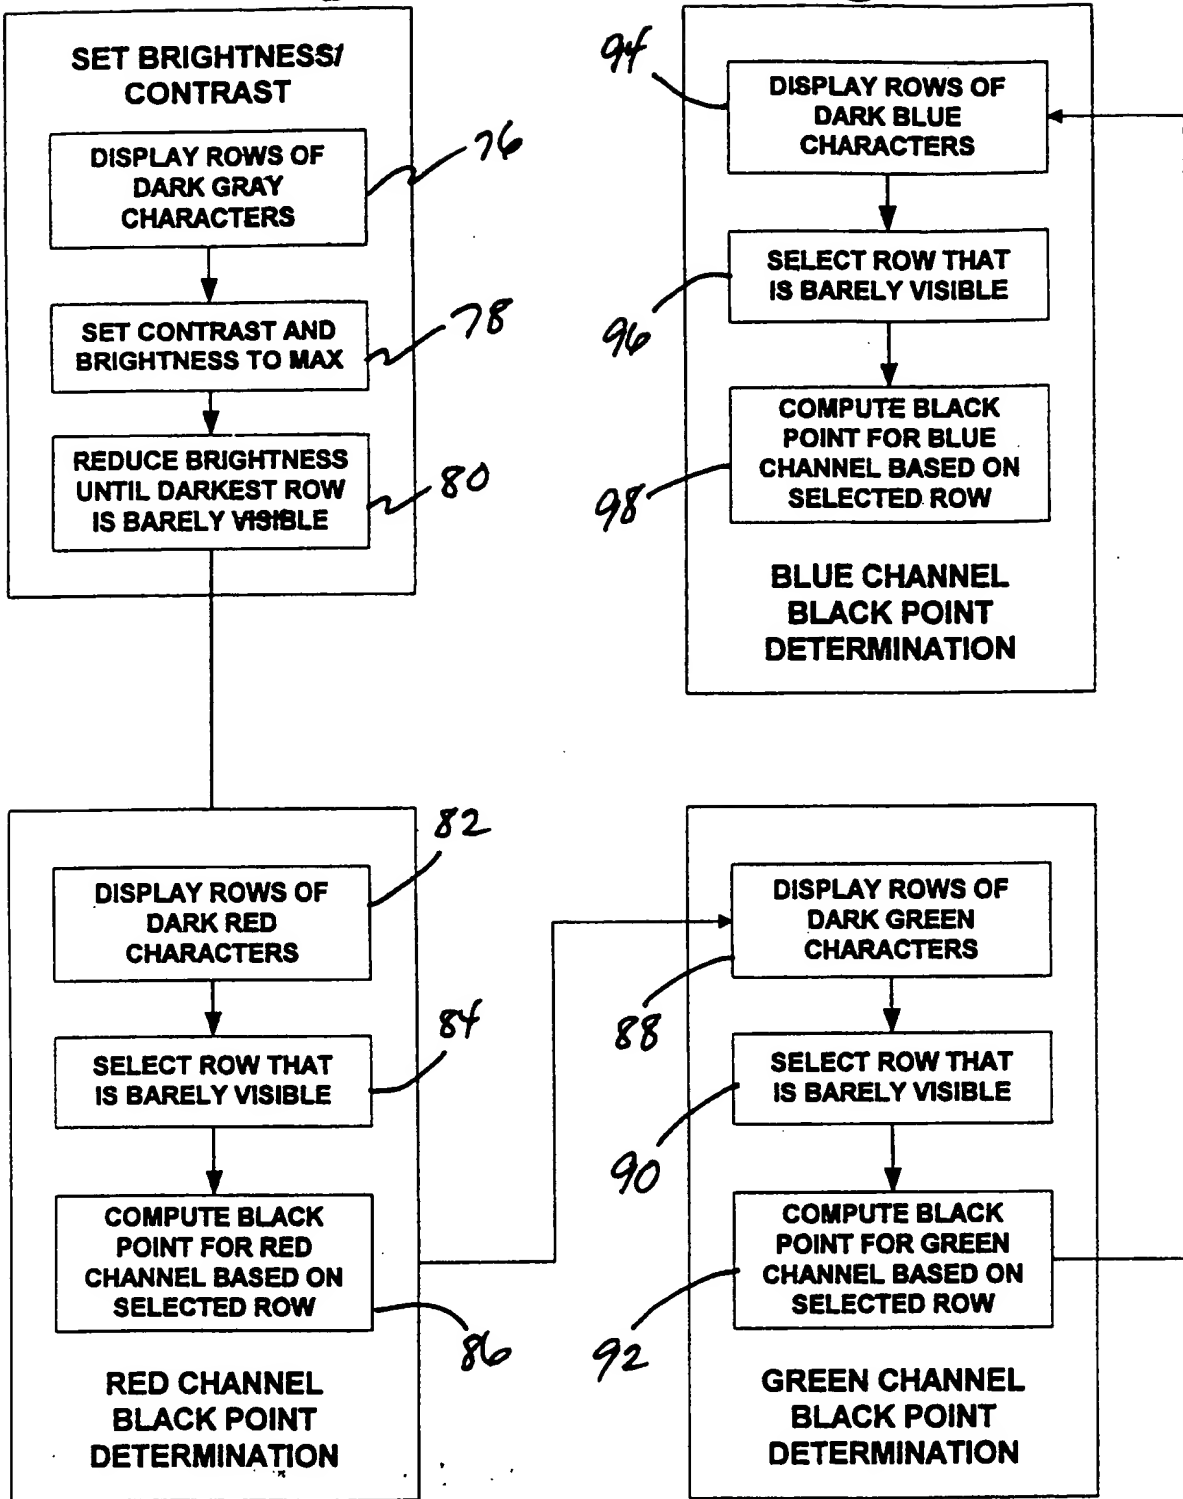 SET BRIGHTNESS/
CONTRAST
DISPLAY ROWS OF
DARK GRAY
CHARACTERS
76
SET CONTRAST AND
BRIGHTNESS TO MAX
78
REDUCE BRIGHTNESS
UNTIL DARKEST ROW
IS BARELY VISIBLE
80
82
DISPLAY ROWS OF
DARK RED
CHARACTERS
84
SELECT ROW THAT
IS BARELY VISIBLE
COMPUTE BLACK
POINT FOR RED
CHANNEL BASED ON
SELECTED ROW
86
RED CHANNEL
BLACK POINT
DETERMINATION
DISPLAY ROWS OF
DARK GREEN
CHARACTERS
88
SELECT ROW THAT
IS BARELY VISIBLE
90
COMPUTE BLACK
POINT FOR GREEN
CHANNEL BASED ON
SELECTED ROW
92
GREEN CHANNEL
BLACK POINT
DETERMINATION
94
DISPLAY ROWS OF
DARK BLUE
CHARACTERS
SELECT ROW THAT
IS BARELY VISIBLE
96
COMPUTE BLACK
POINT FOR BLUE
CHANNEL BASED ON
SELECTED ROW
98
BLUE CHANNEL
BLACK POINT
DETERMINATION